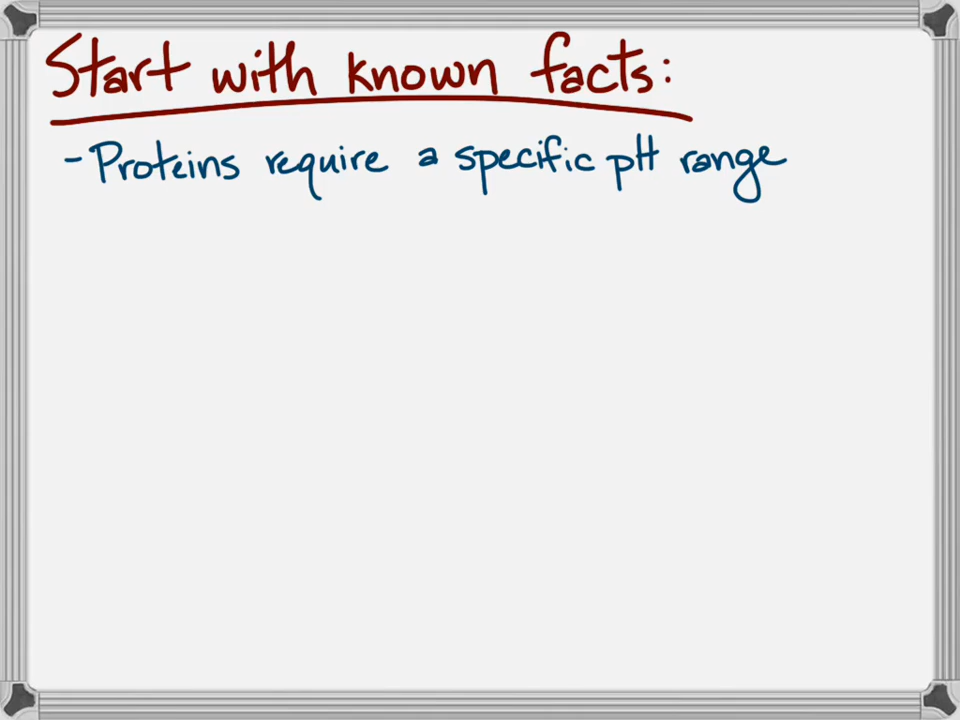 Start with known facts:
- Proteins require a specific pH range